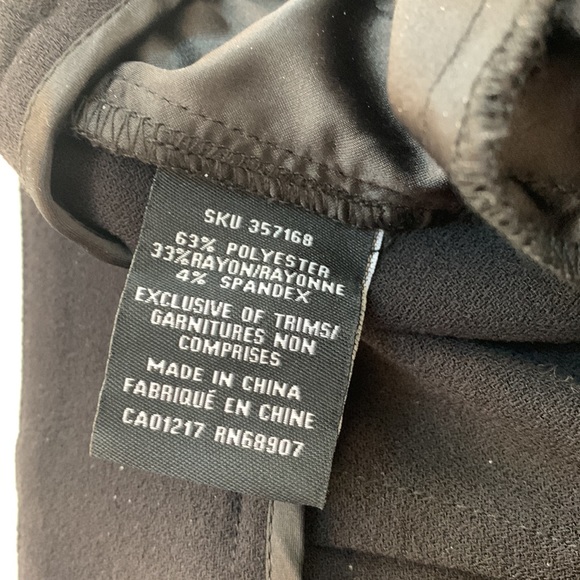 SKU 357168
63% POLYESTER
33%RAYON/RAYONNE
4% SPANDEX
EXCLUSIVE OF TRIMS/
GARNITURES NON
COMPRISES
MADE IN CHINA
FABRIQUÉ EN CHINE
CA01217 RN68907